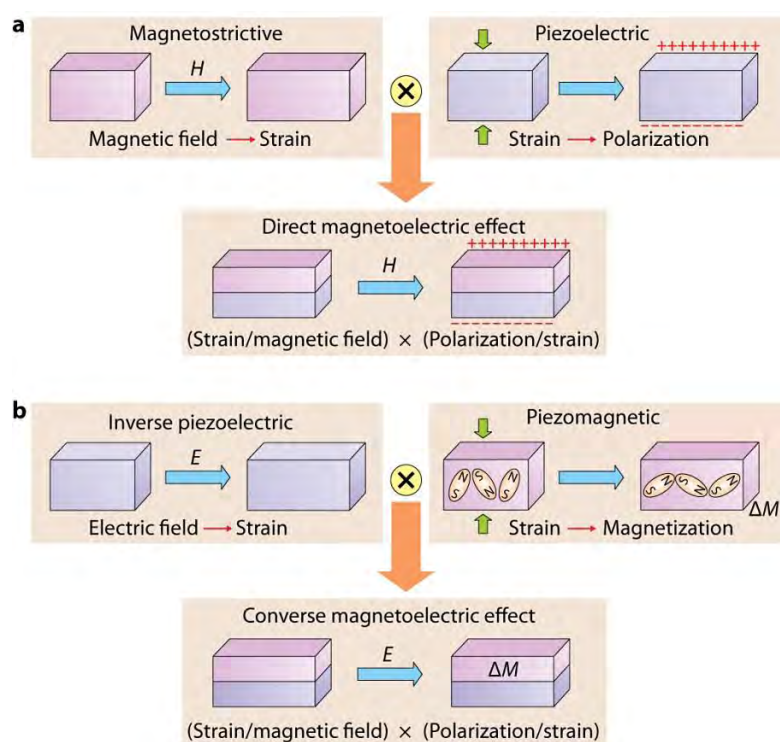 a
Magnetostrictive
H
Magnetic field → Strain
Piezoelectric
++++++++++
– – – – – – – – – –
Strain → Polarization
Direct magnetoelectric effect
H
++++++++++
– – – – – – – – – –
(Strain/magnetic field) × (Polarization/strain)
b
Inverse piezoelectric
E
Electric field → Strain
Piezomagnetic
N S N S N S
N S N S N S
ΔM
Strain → Magnetization
Converse magnetoelectric effect
E
ΔM
(Strain/magnetic field) × (Polarization/strain)